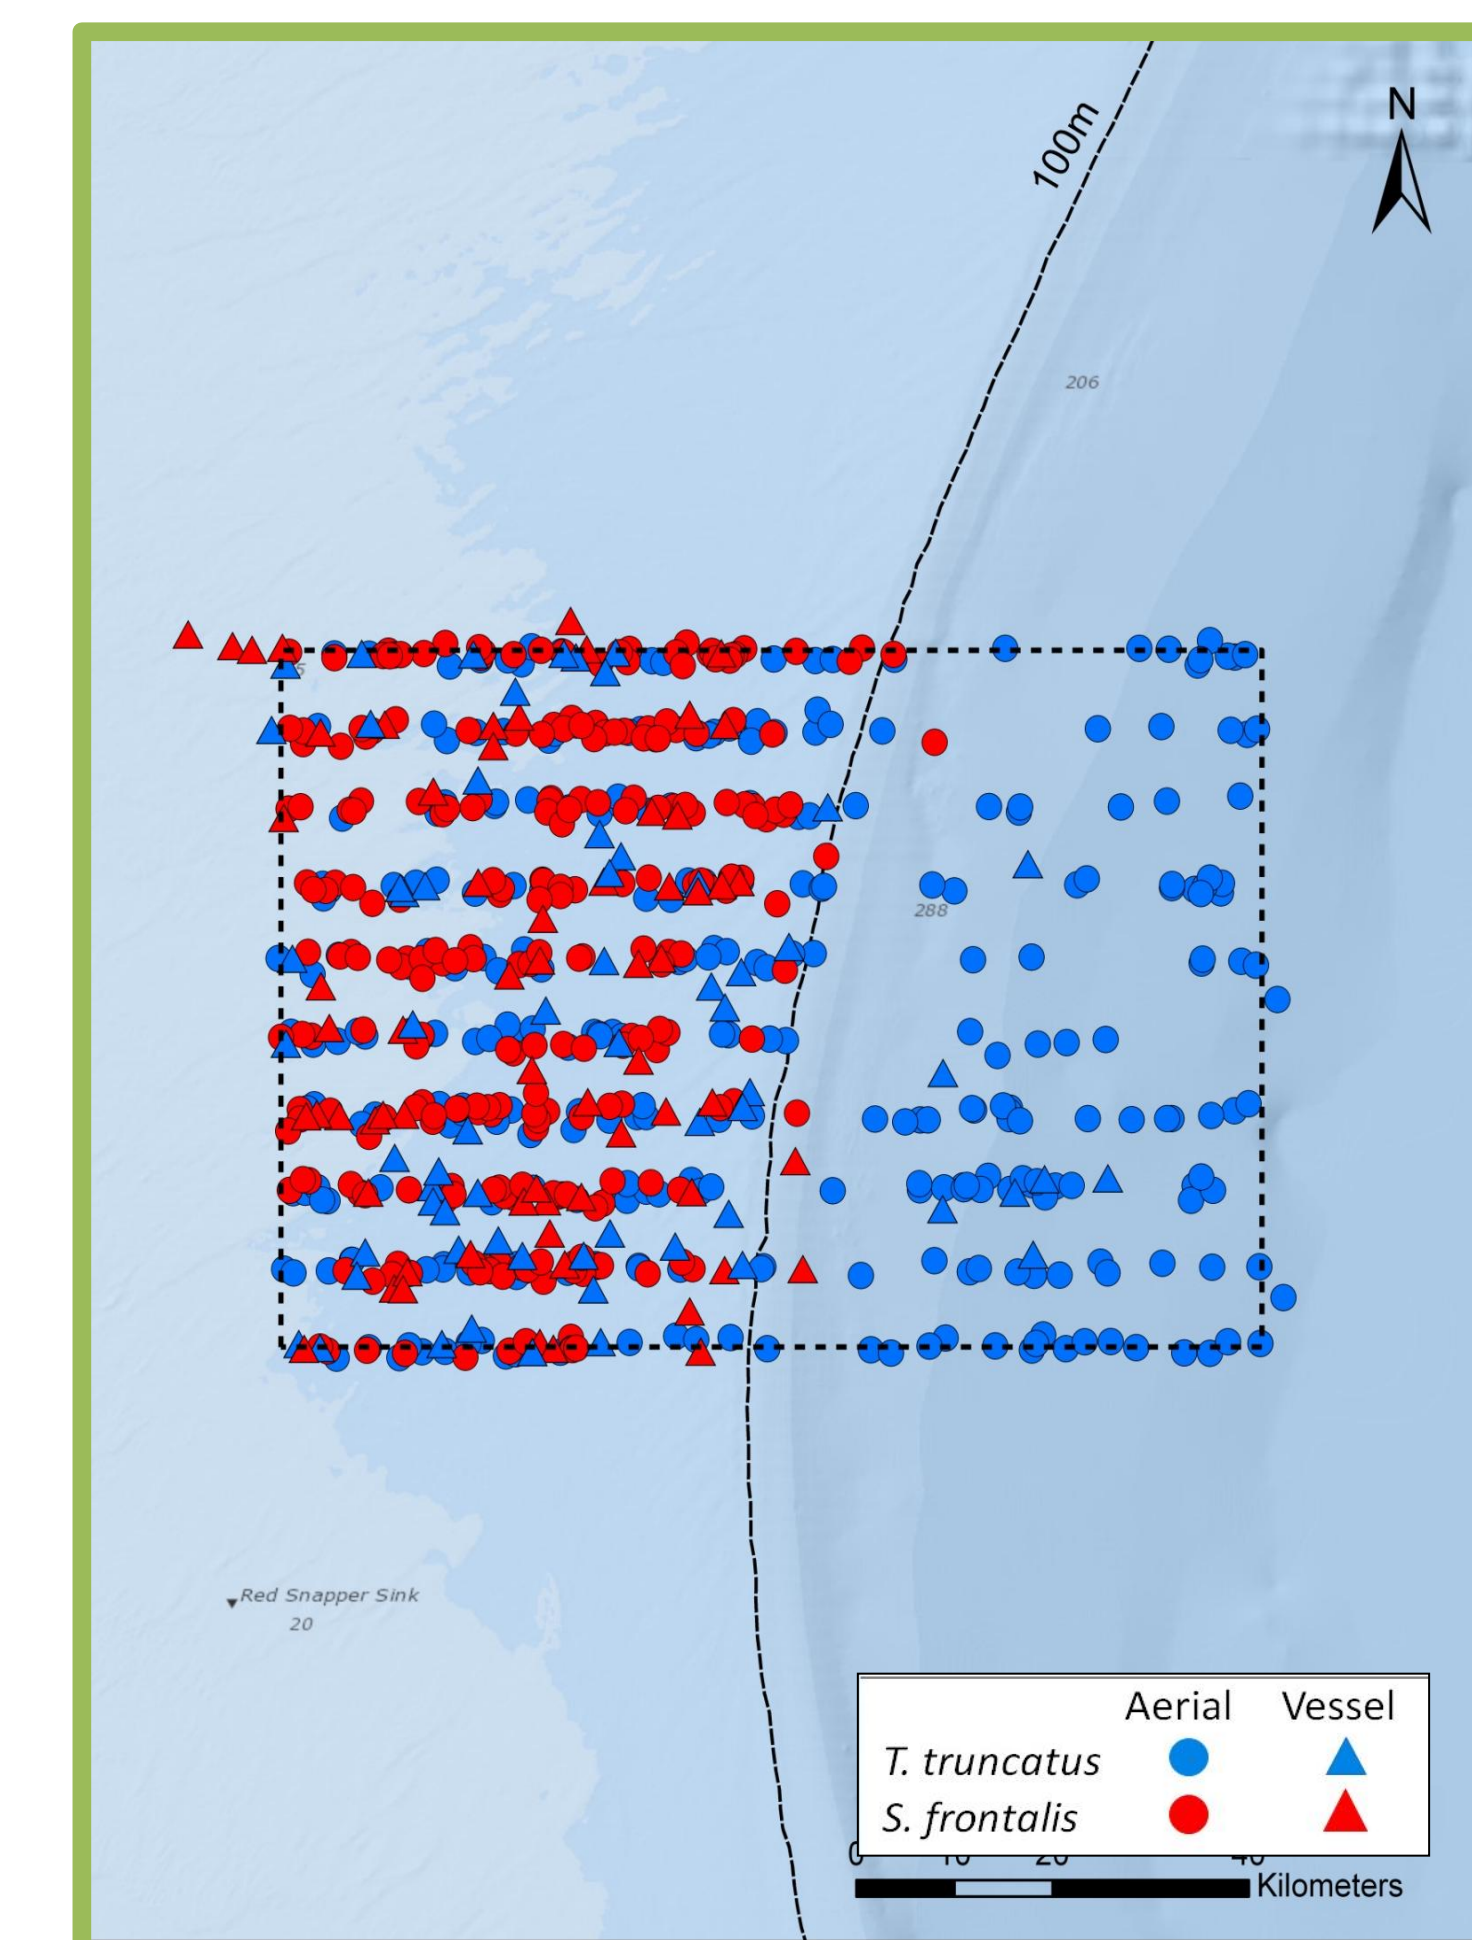 N
100m
206
288
Red Snapper Sink
20
Aerial Vessel
T. truncatus
S. frontalis
0 10 20 40
Kilometers